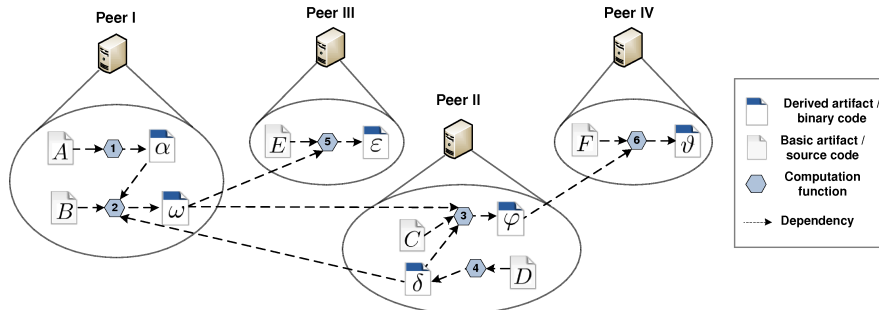 Peer I
Peer III
Peer IV
Peer II
A
1
α
B
2
ω
E
5
ε
F
6
ϑ
C
3
φ
δ
4
D
Derived artifact /
binary code
Basic artifact /
source code
Computation
function
Dependency